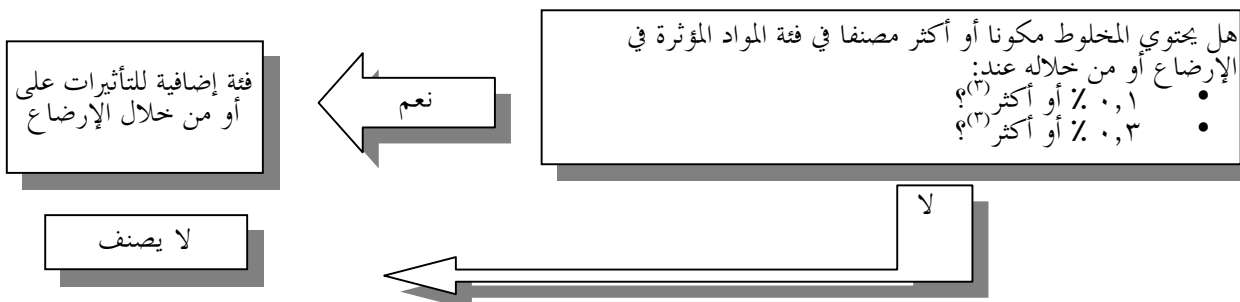 هل يحتوي المخلوط مكونا أو أكثر مصنفا في فئة المواد المؤثرة في
الإرضاع أو من خلاله عند:
• ٠,١ ٪ أو أكثر(٣)؟
• ٠,٣ ٪ أو أكثر(٣)؟
نعم
فئة إضافية للتأثيرات على
أو من خلال الإرضاع
لا
لا يصنف